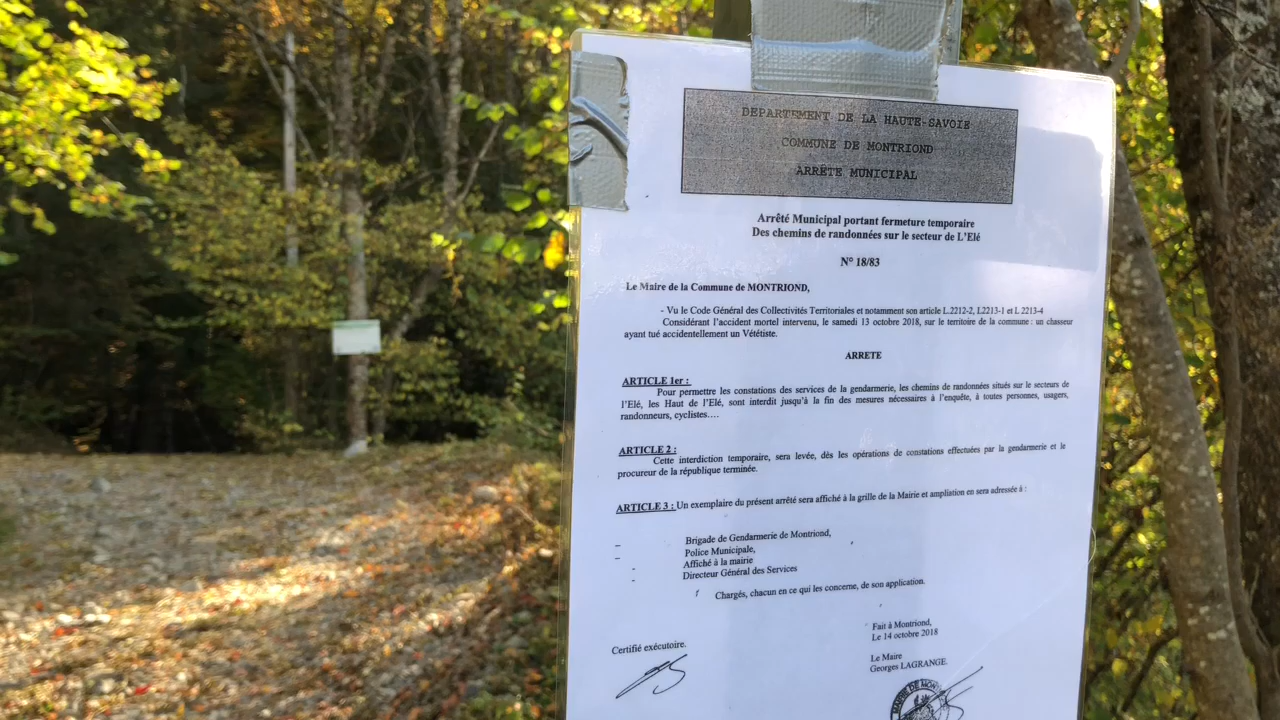 DEPARTEMENT DE LA HAUTE-SAVOIE
COMMUNE DE MONTRIOND
ARRÊTE MUNICIPAL
Arrêté Municipal portant fermeture temporaire
Des chemins de randonnées sur le secteur de L'Elé
N° 18/83
Le Maire de la Commune de MONTRIOND,
- Vu le Code Général des Collectivités Territoriales et notamment son article L.2212-2, L2213-1 et L 2213-4
Considérant l'accident mortel intervenu, le samedi 13 octobre 2018, sur le territoire de la commune : un chasseur
ayant tué accidentellement un Vététiste.
ARRETE
ARTICLE 1er :
Pour permettre les constations des services de la gendarmerie, les chemins de randonnées situés sur le secteurs de
l'Elé, les Haut de l'Elé, sont interdit jusqu'à la fin des mesures nécessaires à l'enquête, à toutes personnes, usagers,
randonneurs, cyclistes….
ARTICLE 2 :
Cette interdiction temporaire, sera levée, dès les opérations de constations effectuées par la gendarmerie et le
procureur de la république terminée.
ARTICLE 3 : Un exemplaire du présent arrêté sera affiché à la grille de la Mairie et ampliation en sera adressée à :
- Brigade de Gendarmerie de Montriond,
- Police Municipale,
- Affiché à la mairie
- Directeur Général des Services
Chargés, chacun en ce qui les concerne, de son application.
Fait à Montriond,
Le 14 octobre 2018
Certifié exécutoire.
Le Maire
Georges LAGRANGE.
MAIRIE DE MON